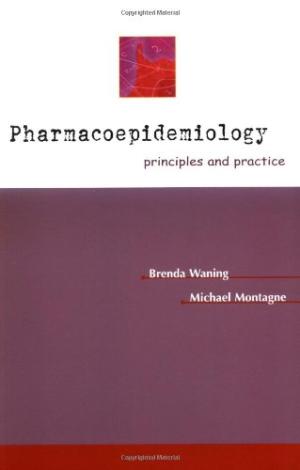 Copyrighted Material
Pharmacoepidemiology
principles and practice
Brenda Waning
Michael Montagne
Copyrighted Material